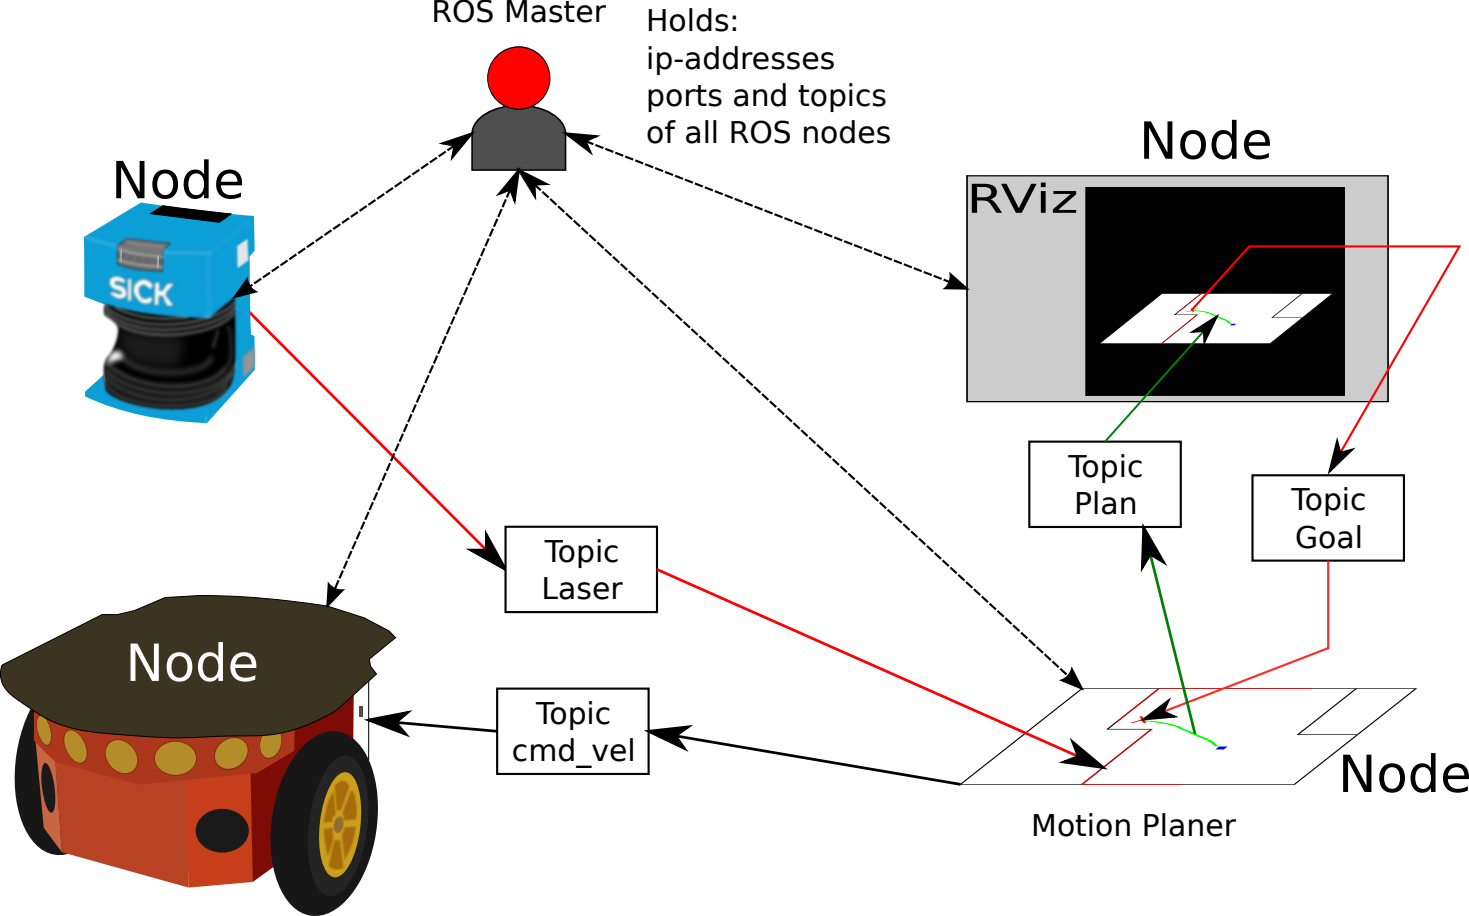 ROS Master
Holds:
ip-addresses
ports and topics
of all ROS nodes
Node
Node
RViz
SICK
Topic
Plan
Topic
Goal
Topic
Laser
Node
Topic
cmd_vel
Node
Motion Planer